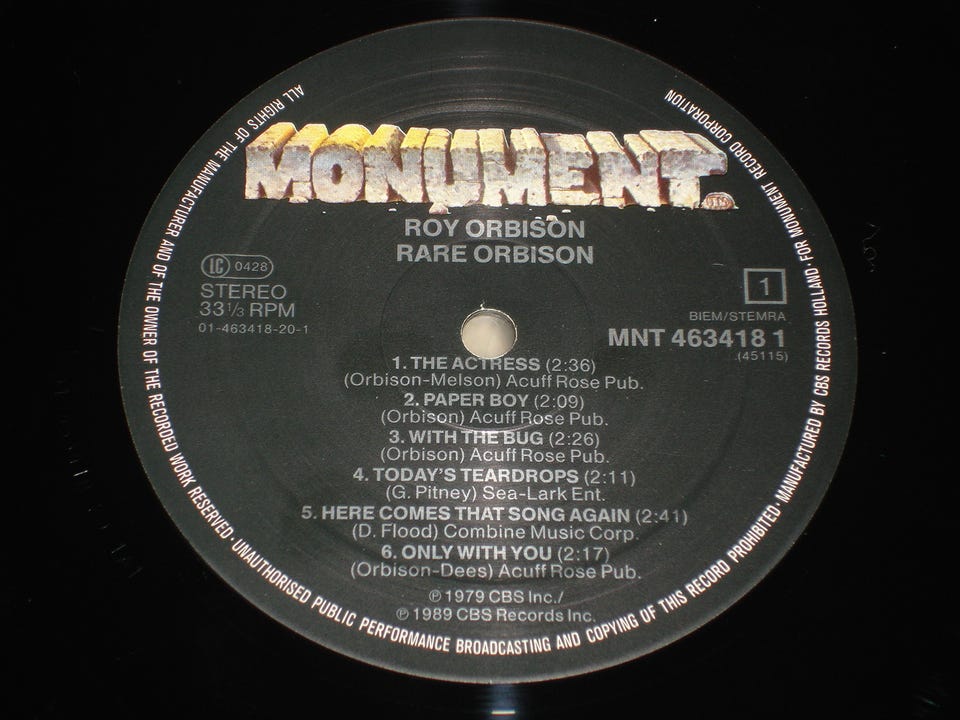 MONUMENT
ROY ORBISON
RARE ORBISON
LC 0428
STEREO
33 1/3 RPM
01-463418-20-1
1
BIEM/STEMRA
MNT 463418 1
(45115)
1. THE ACTRESS (2:36)
(Orbison-Melson) Acuff Rose Pub.
2. PAPER BOY (2:09)
(Orbison) Acuff Rose Pub.
3. WITH THE BUG (2:26)
(Orbison) Acuff Rose Pub.
4. TODAY'S TEARDROPS (2:11)
(G. Pitney) Sea-Lark Ent.
5. HERE COMES THAT SONG AGAIN (2:41)
(D. Flood) Combine Music Corp.
6. ONLY WITH YOU (2:17)
(Orbison-Dees) Acuff Rose Pub.
℗ 1979 CBS Inc./
℗ 1989 CBS Records Inc.
ALL RIGHTS OF THE MANUFACTURER AND OF THE OWNER OF THE RECORDED WORK RESERVED · UNAUTHORISED PUBLIC PERFORMANCE BROADCASTING AND COPYING OF THIS RECORD PROHIBITED · MANUFACTURED BY CBS RECORDS HOLLAND · FOR MONUMENT RECORD CORPORATION